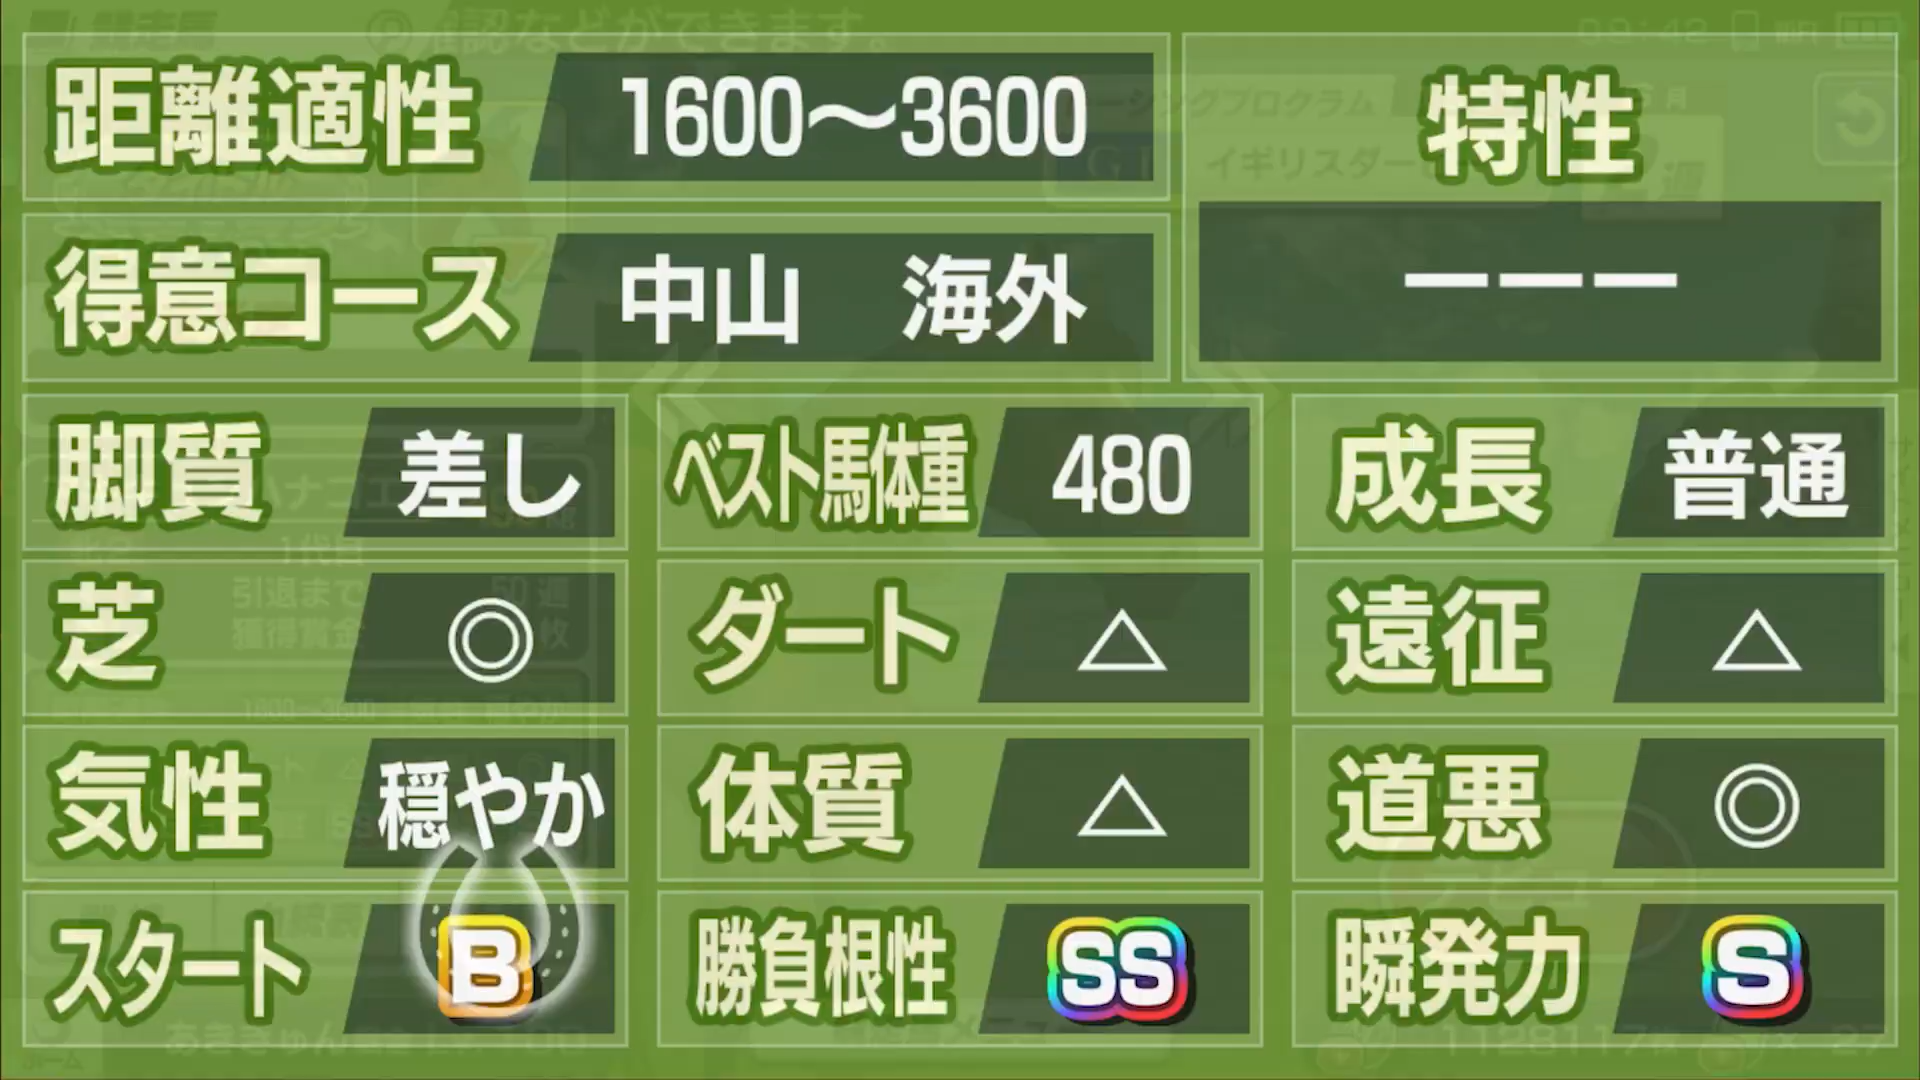 距離適性 1600～3600 特性
得意コース 中山 海外 ーーー
脚質 差し ベスト馬体重 480 成長 普通
芝 ◎ ダート △ 遠征 △
気性 穏やか 体質 △ 道悪 ◎
スタート B 勝負根性 SS 瞬発力 S